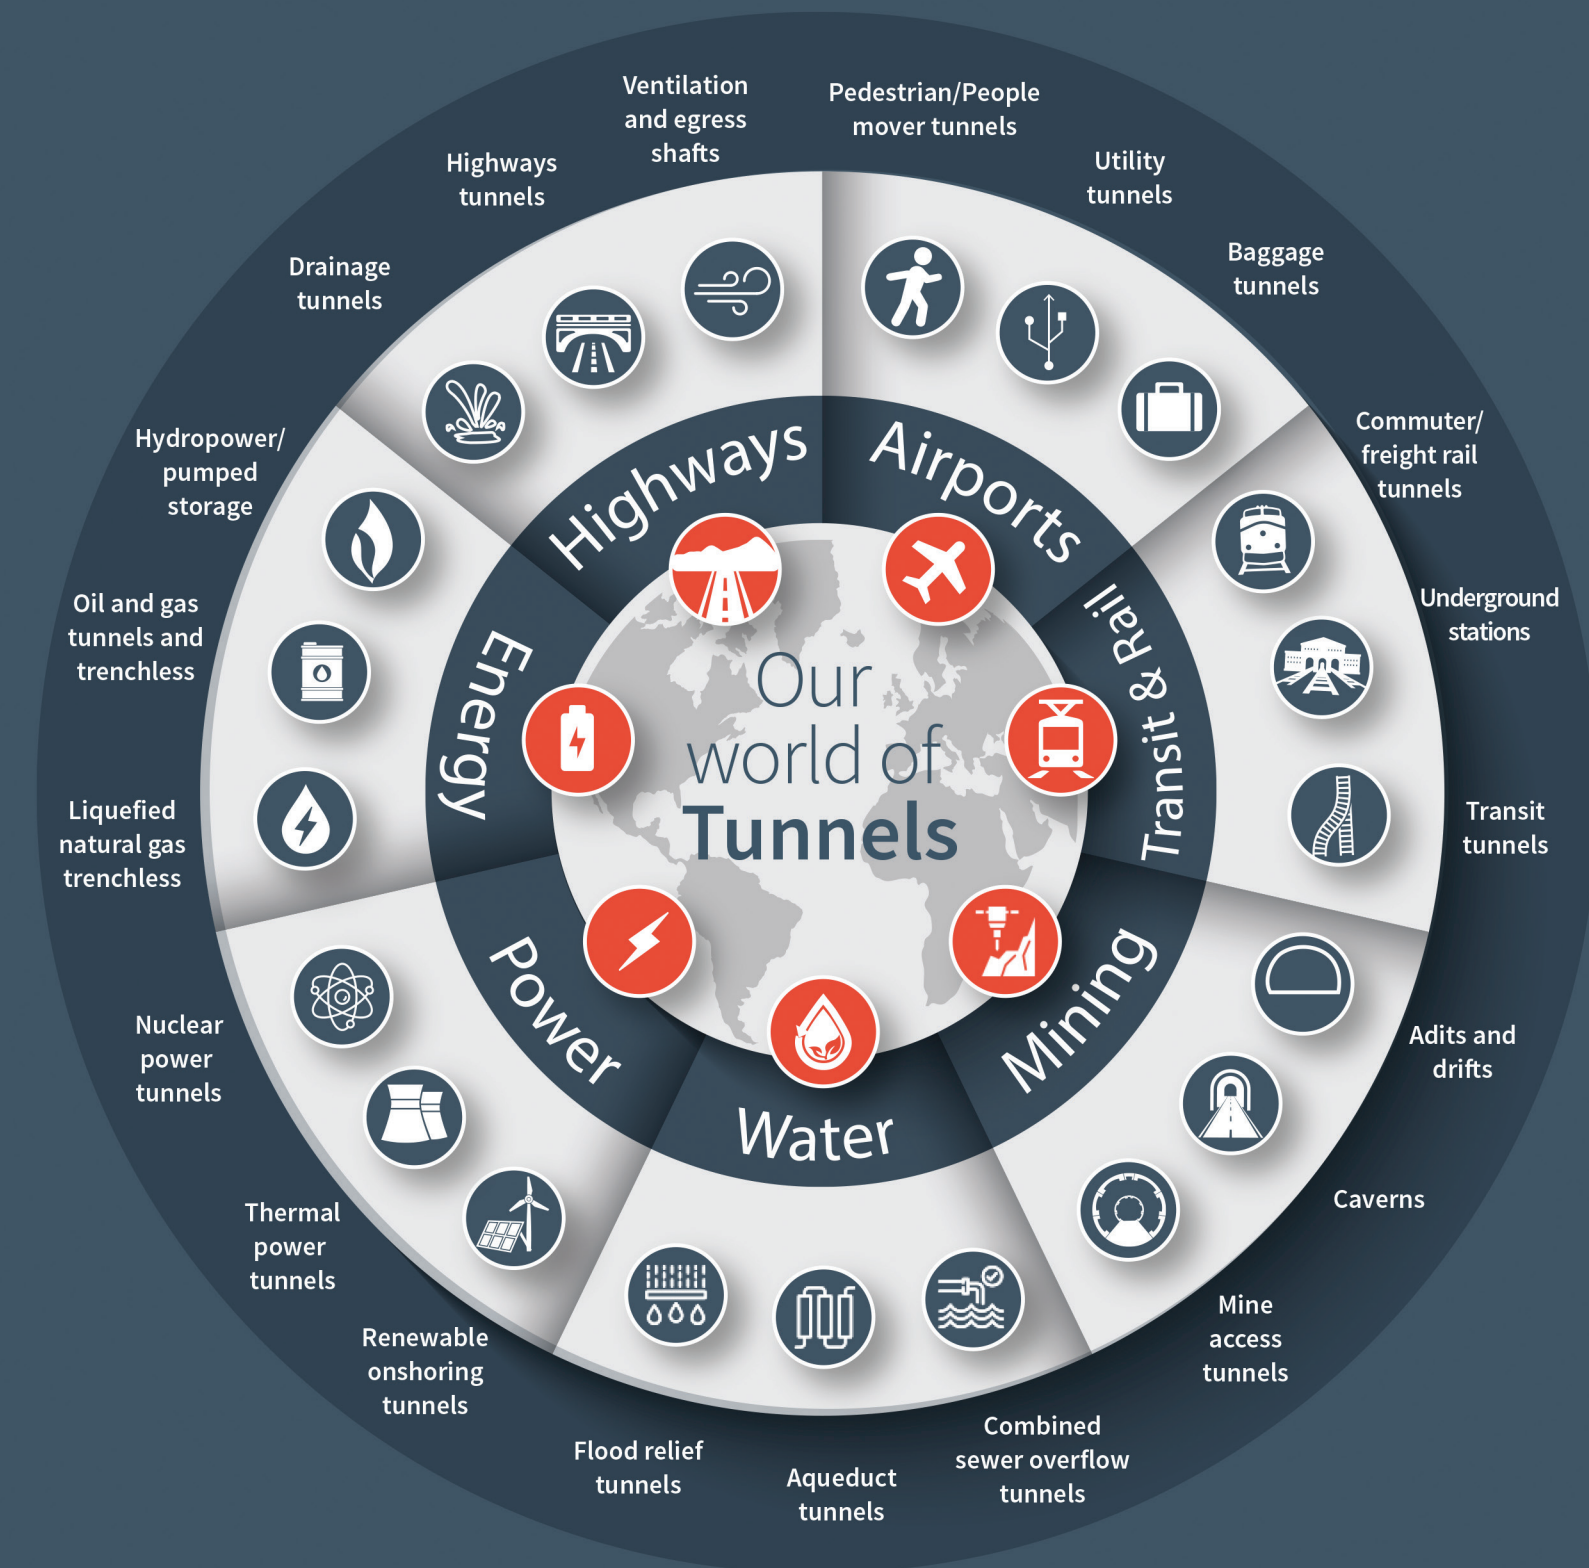 Our
world of
Tunnels
Airports
Pedestrian/People
mover tunnels
Utility
tunnels
Baggage
tunnels
Transit & Rail
Commuter/
freight rail
tunnels
Underground
stations
Transit
tunnels
Mining
Adits and
drifts
Caverns
Mine
access
tunnels
Water
Combined
sewer overflow
tunnels
Aqueduct
tunnels
Flood relief
tunnels
Power
Renewable
onshoring
tunnels
Thermal
power
tunnels
Nuclear
power
tunnels
Energy
Liquefied
natural gas
trenchless
Oil and gas
tunnels and
trenchless
Hydropower/
pumped
storage
Highways
Drainage
tunnels
Highways
tunnels
Ventilation
and egress
shafts